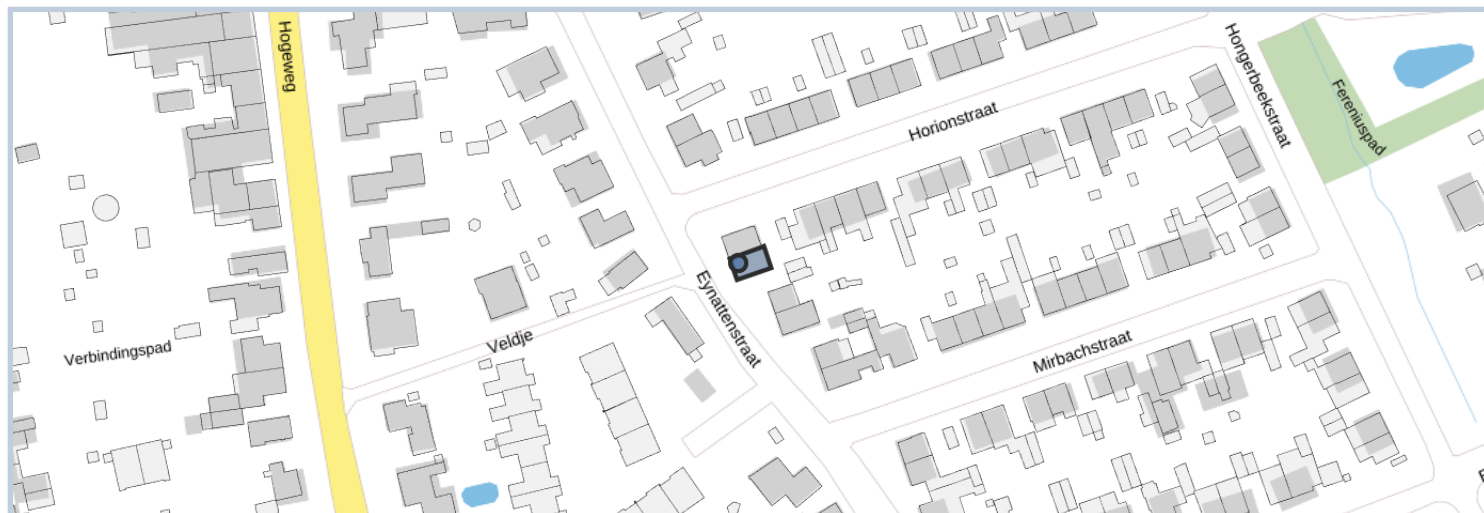 Hogeweg
Hongerbeekstraat
Fereniuspad
Horionstraat
Eynattenstraat
Veldje
Mirbachstraat
Verbindingspad